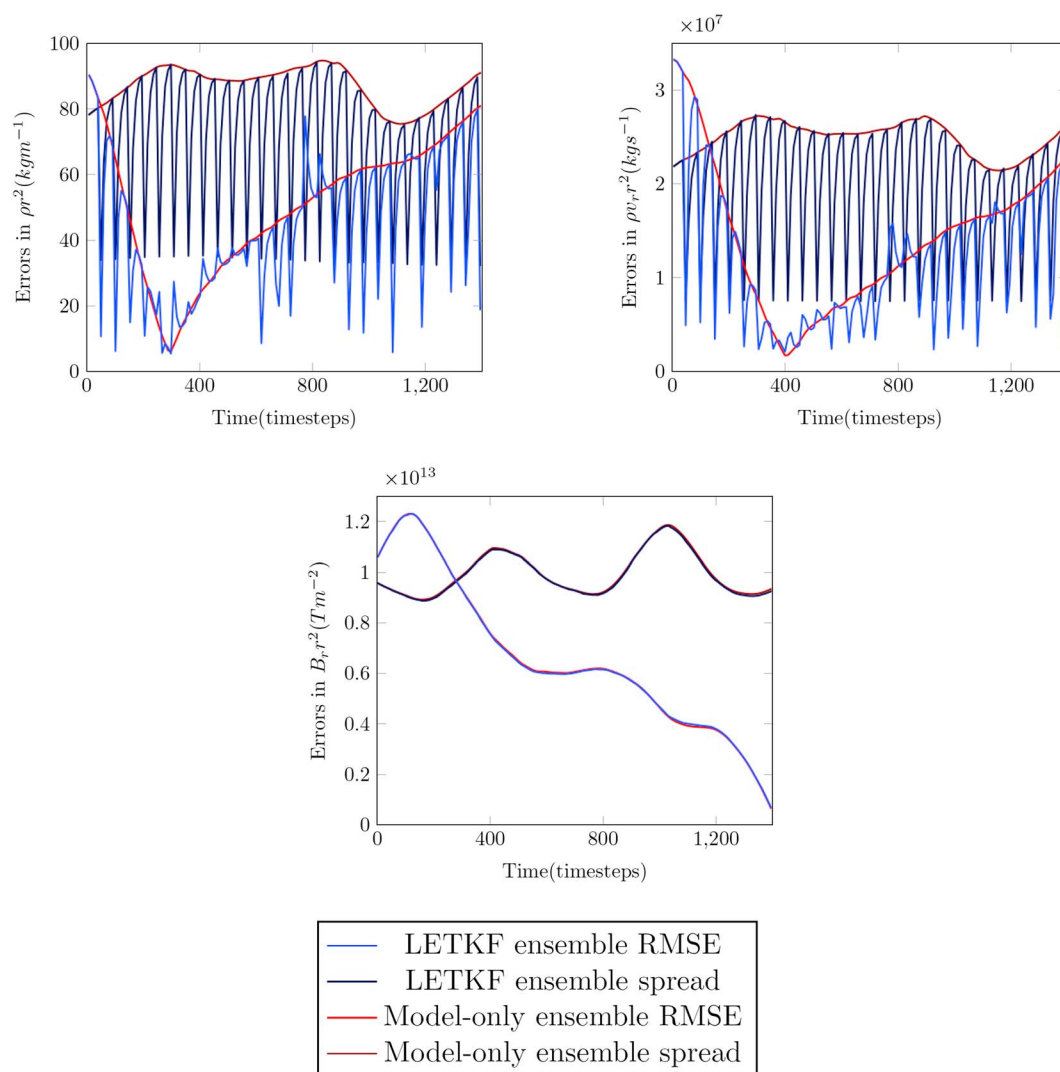 100
80
60
40
20
0
0 400 800 1,200
Time(timesteps)
Errors in ρr²(kgm⁻¹)
×10⁷
3
2
1
0
0 400 800 1,200
Time(timesteps)
Errors in ρvᵣr²(kgs⁻¹)
×10¹³
1.2
1
0.8
0.6
0.4
0.2
0
0 400 800 1,200
Time(timesteps)
Errors in Bᵣr²(Tm⁻²)
LETKF ensemble RMSE
LETKF ensemble spread
Model-only ensemble RMSE
Model-only ensemble spread